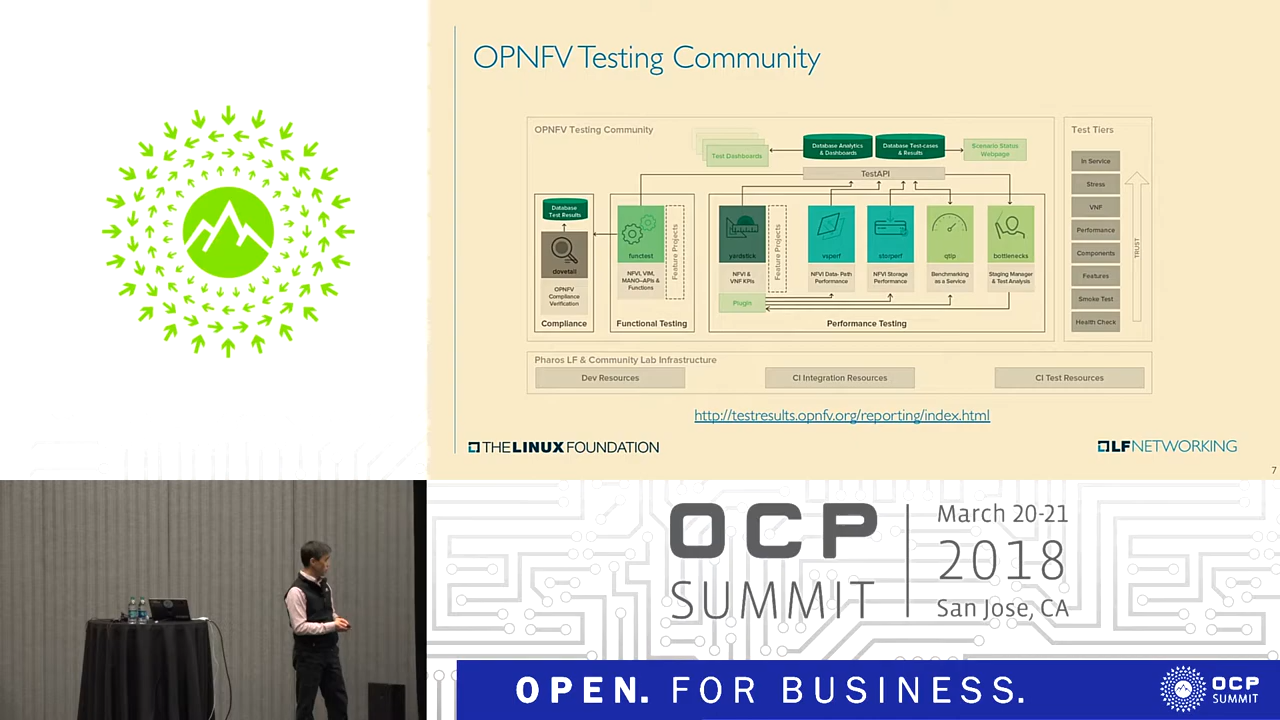 OPNFV Testing Community
OPNFV Testing Community
Test Dashboards
Database Analytics
& Dashboards
Database Test-cases
& Results
Scenario Status
Webpage
TestAPI
Database
Test Results
dovetail
OPNFV
Compliance
Verification
Compliance
functest
NFVI, VIM,
MANO-APIs &
Functions
Feature Projects
Functional Testing
yardstick
NFVI &
VNF KPIs
Plugin
Feature Projects
vsperf
NFVI Data-Path
Performance
storperf
NFVI Storage
Performance
qtip
Benchmarking
as a Service
bottlenecks
Staging Manager
& Test Analysis
Performance Testing
Test Tiers
In Service
Stress
VNF
Performance
Components
Features
Smoke Test
Health Check
TRUST
Pharos LF & Community Lab Infrastructure
Dev Resources
CI Integration Resources
CI Test Resources
http://testresults.opnfv.org/reporting/index.html
THE LINUX FOUNDATION
LFNETWORKING
7
OCP
SUMMIT
March 20-21
2018
San Jose, CA
OPEN. FOR BUSINESS.
OCP
SUMMIT